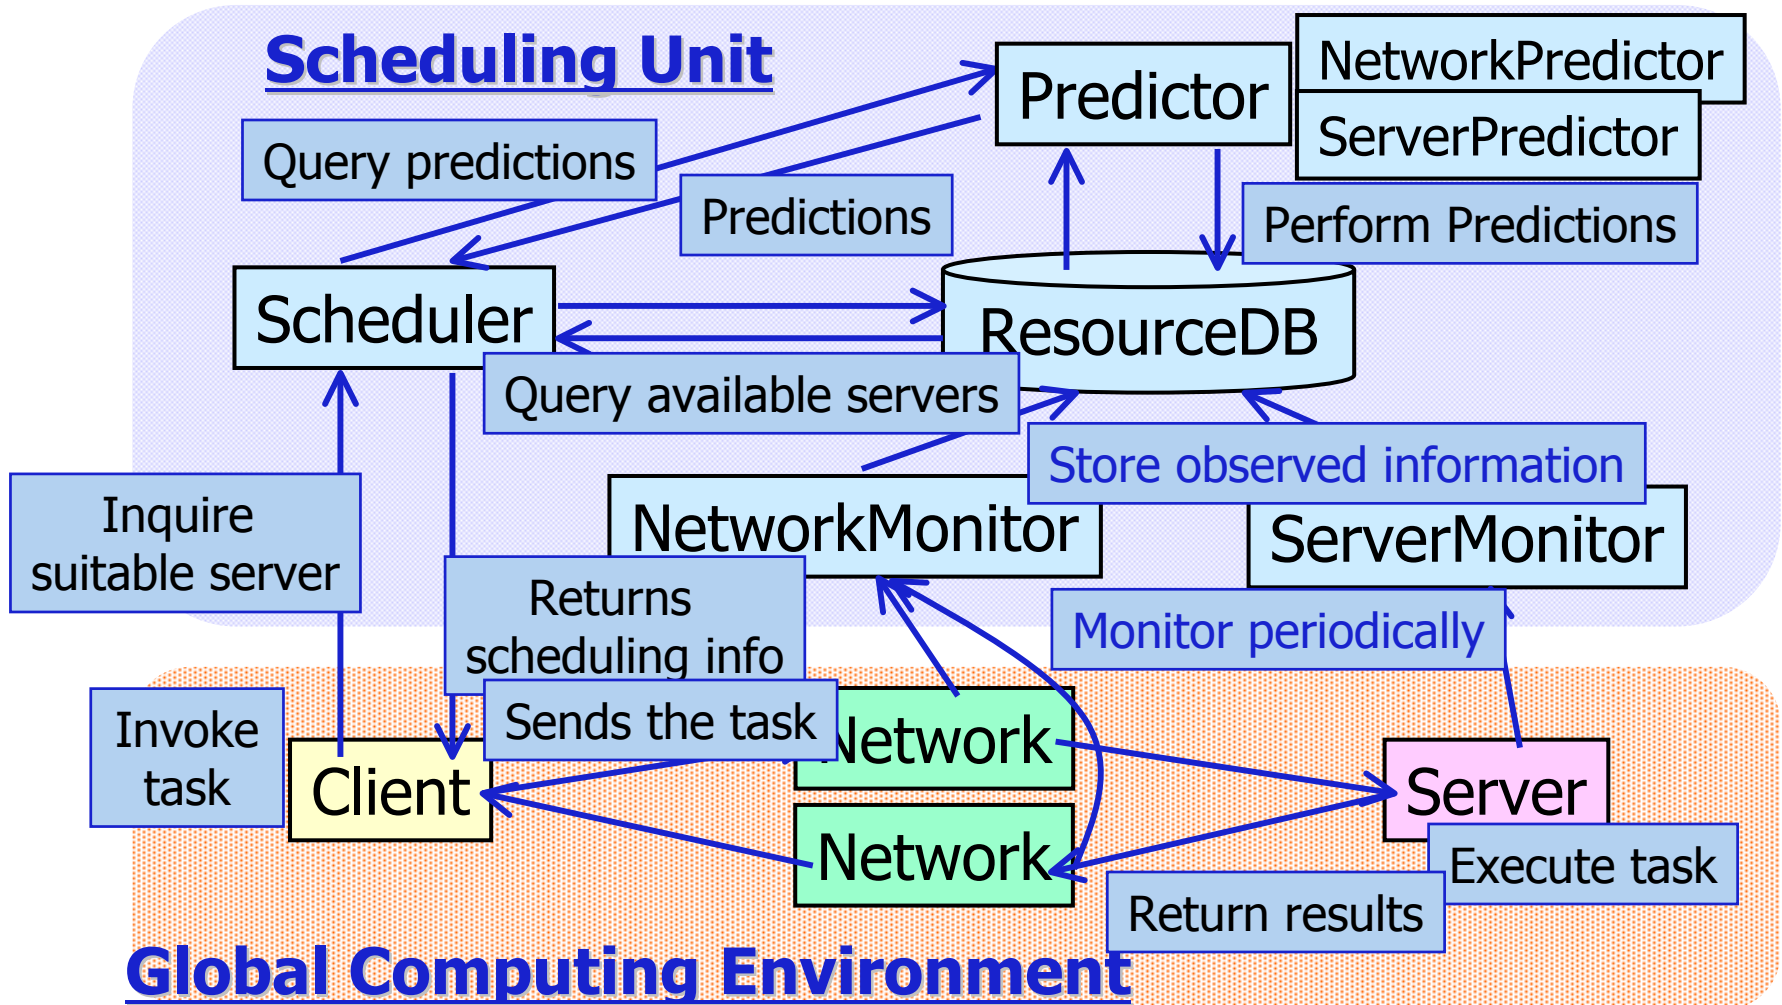 Scheduling Unit
Predictor
NetworkPredictor
ServerPredictor
Query predictions
Predictions
Perform Predictions
Scheduler
ResourceDB
Query available servers
Store observed information
Inquire
suitable server
NetworkMonitor
ServerMonitor
Returns
scheduling info
Monitor periodically
Invoke
task
Sends the task
Network
Client
Server
Network
Execute task
Return results
Global Computing Environment